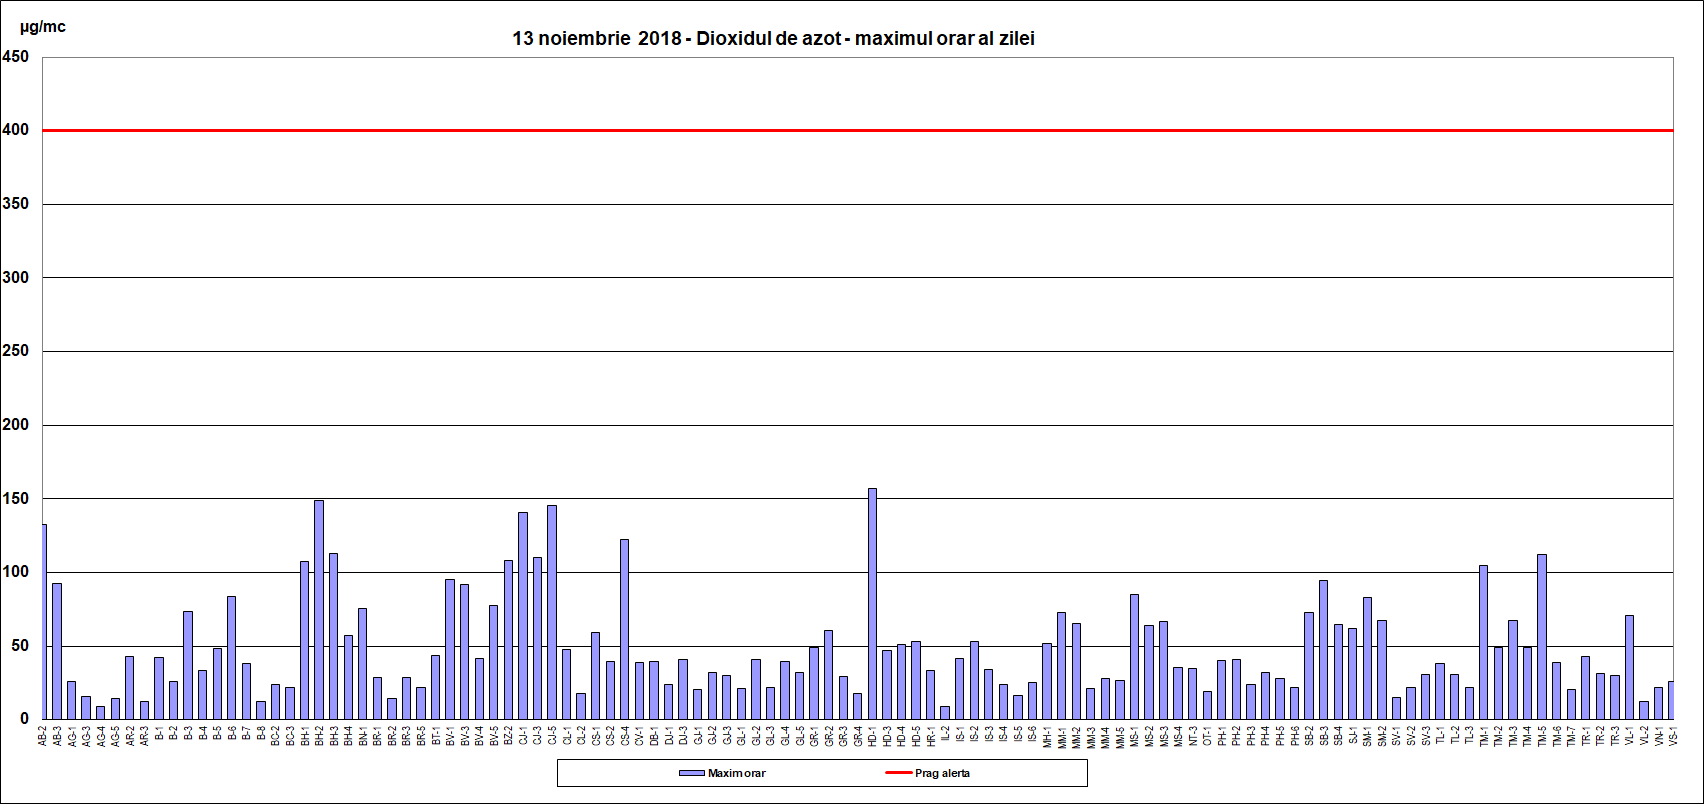 µg/mc
13 noiembrie 2018 - Dioxidul de azot - maximul orar al zilei
450
400
350
300
250
200
150
100
50
0
AB-2 AB-3 AG-1 AG-3 AG-4 AG-5 AR-2 AR-3 B-1 B-2 B-3 B-4 B-5 B-6 B-7 B-8 BC-2 BC-3 BH-1 BH-2 BH-3 BH-4 BN-1 BR-1 BR-2 BR-3 BR-5 BT-1 BV-1 BV-3 BV-4 BV-5 BZ-2 CJ-1 CJ-3 CJ-5 CL-1 CL-2 CS-1 CS-2 CS-4 CV-1 DB-1 DJ-1 DJ-3 GJ-1 GJ-2 GJ-3 GL-1 GL-2 GL-3 GL-4 GL-5 GR-1 GR-2 GR-3 GR-4 HD-1 HD-3 HD-4 HD-5 HR-1 IL-2 IS-1 IS-2 IS-3 IS-4 IS-5 IS-6 MH-1 MM-1 MM-2 MM-3 MM-4 MM-5 MS-1 MS-2 MS-3 MS-4 NT-3 OT-1 PH-1 PH-2 PH-3 PH-4 PH-5 PH-6 SB-2 SB-3 SB-4 SJ-1 SM-1 SM-2 SV-1 SV-2 SV-3 TL-1 TL-2 TL-3 TM-1 TM-2 TM-3 TM-4 TM-5 TM-6 TM-7 TR-1 TR-2 TR-3 VL-1 VL-2 VN-1 VS-1
Maxim orar Prag alerta